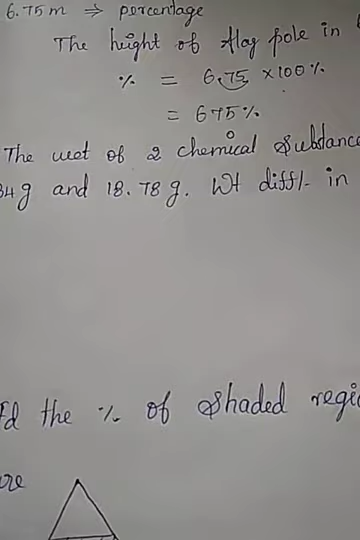 6.75 m ⇒ percentage
The height of flag pole in
% = 6.75 × 100 %
= 675 %
The wet of 2 chemical Substance
34 g and 18.78 g. Wt diff/- in
the % of Shaded regi